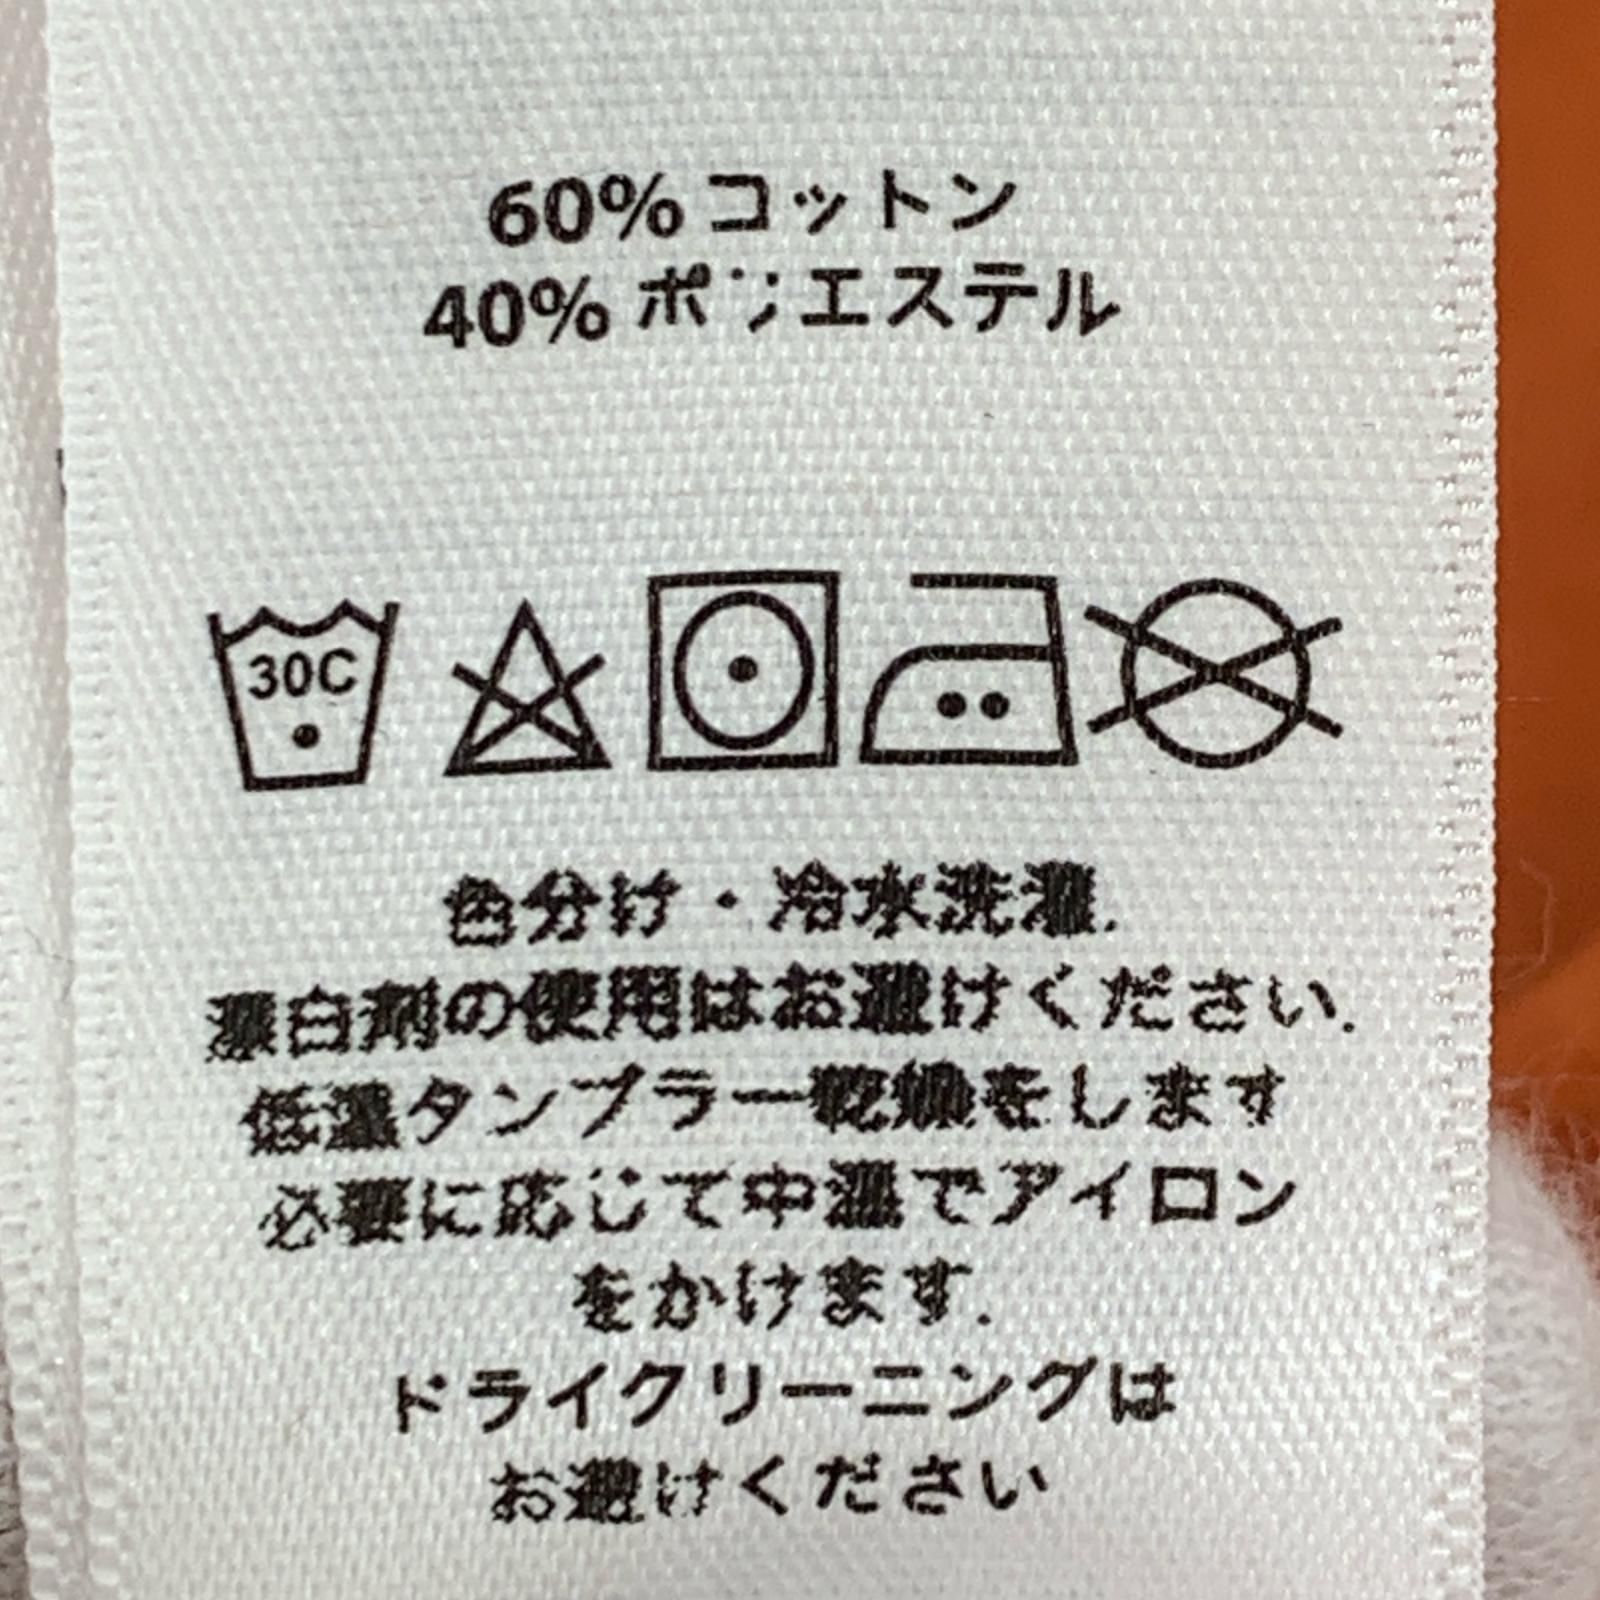 60% コットン
40% ポリエステル
30C
色分け・冷水洗濯.
漂白剤の使用はお避けください.
低温タンブラー乾燥をします
必要に応じて中温でアイロン
をかけます.
ドライクリーニングは
お避けください